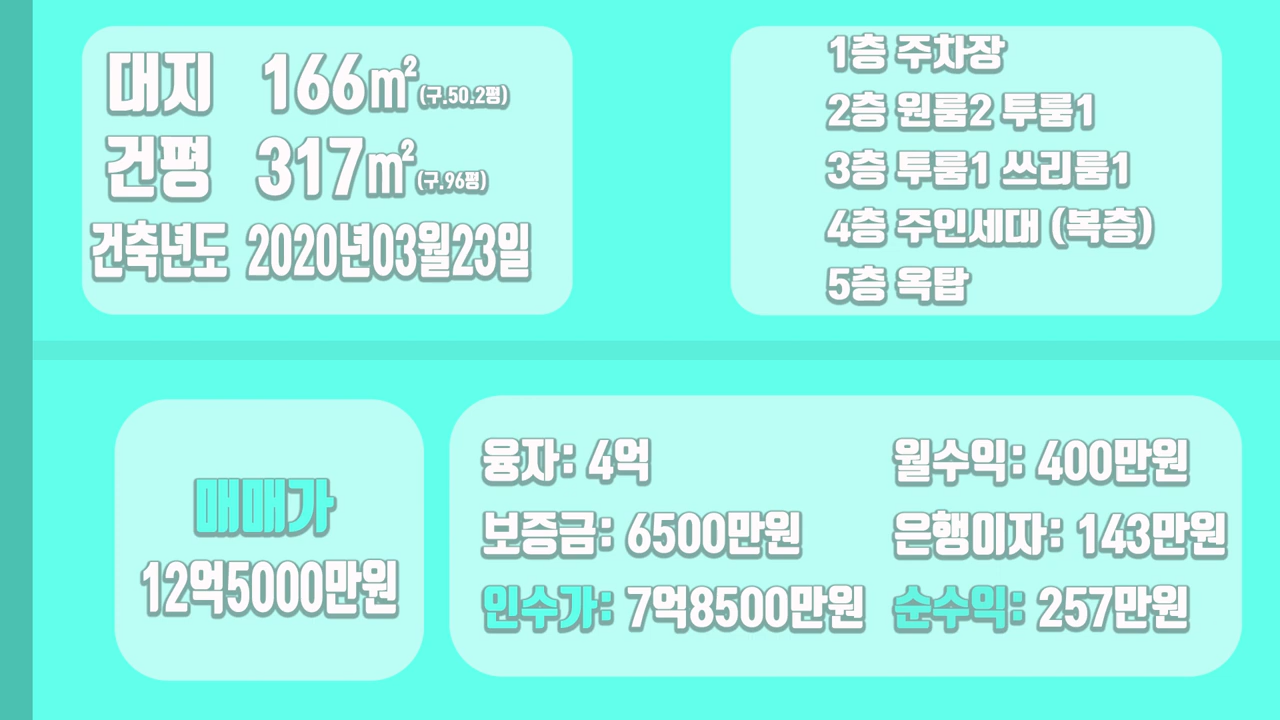 대지 166㎡(구.50.2평)
건평 317㎡(구.96평)
건축년도 2020년03월23일
1층 주차장
2층 원룸2 투룸1
3층 투룸1 쓰리룸1
4층 주인세대 (복층)
5층 옥탑
매매가
12억5000만원
융자: 4억
보증금: 6500만원
인수가: 7억8500만원
월수익: 400만원
은행이자: 143만원
순수익: 257만원